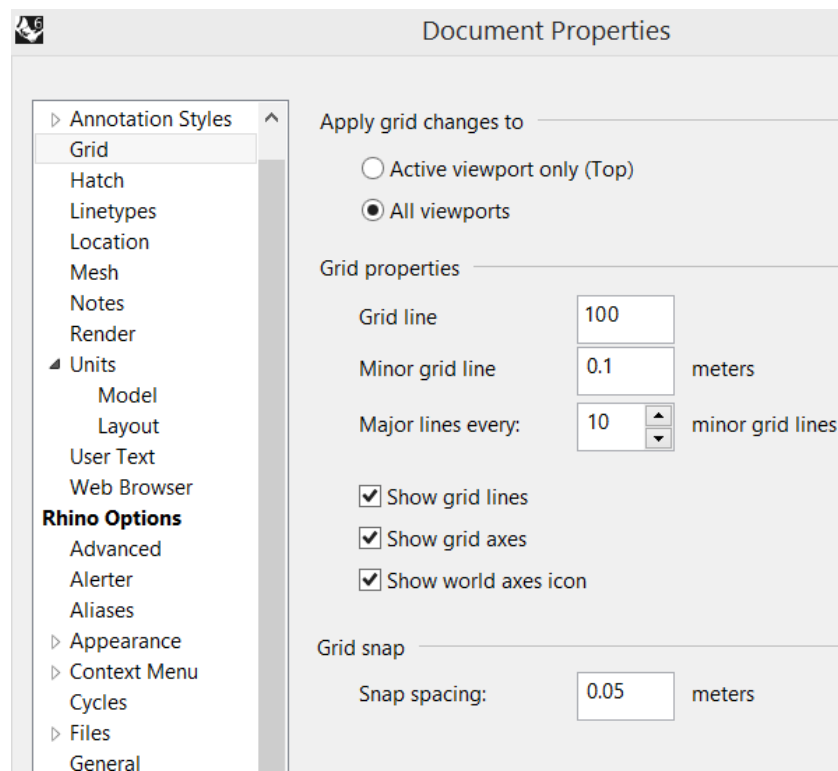 6
Document Properties
Annotation Styles
Grid
Hatch
Linetypes
Location
Mesh
Notes
Render
Units
Model
Layout
User Text
Web Browser
Rhino Options
Advanced
Alerter
Aliases
Appearance
Context Menu
Cycles
Files
General
Apply grid changes to
Active viewport only (Top)
All viewports
Grid properties
Grid line 100
Minor grid line 0.1 meters
Major lines every: 10 minor grid lines
Show grid lines
Show grid axes
Show world axes icon
Grid snap
Snap spacing: 0.05 meters